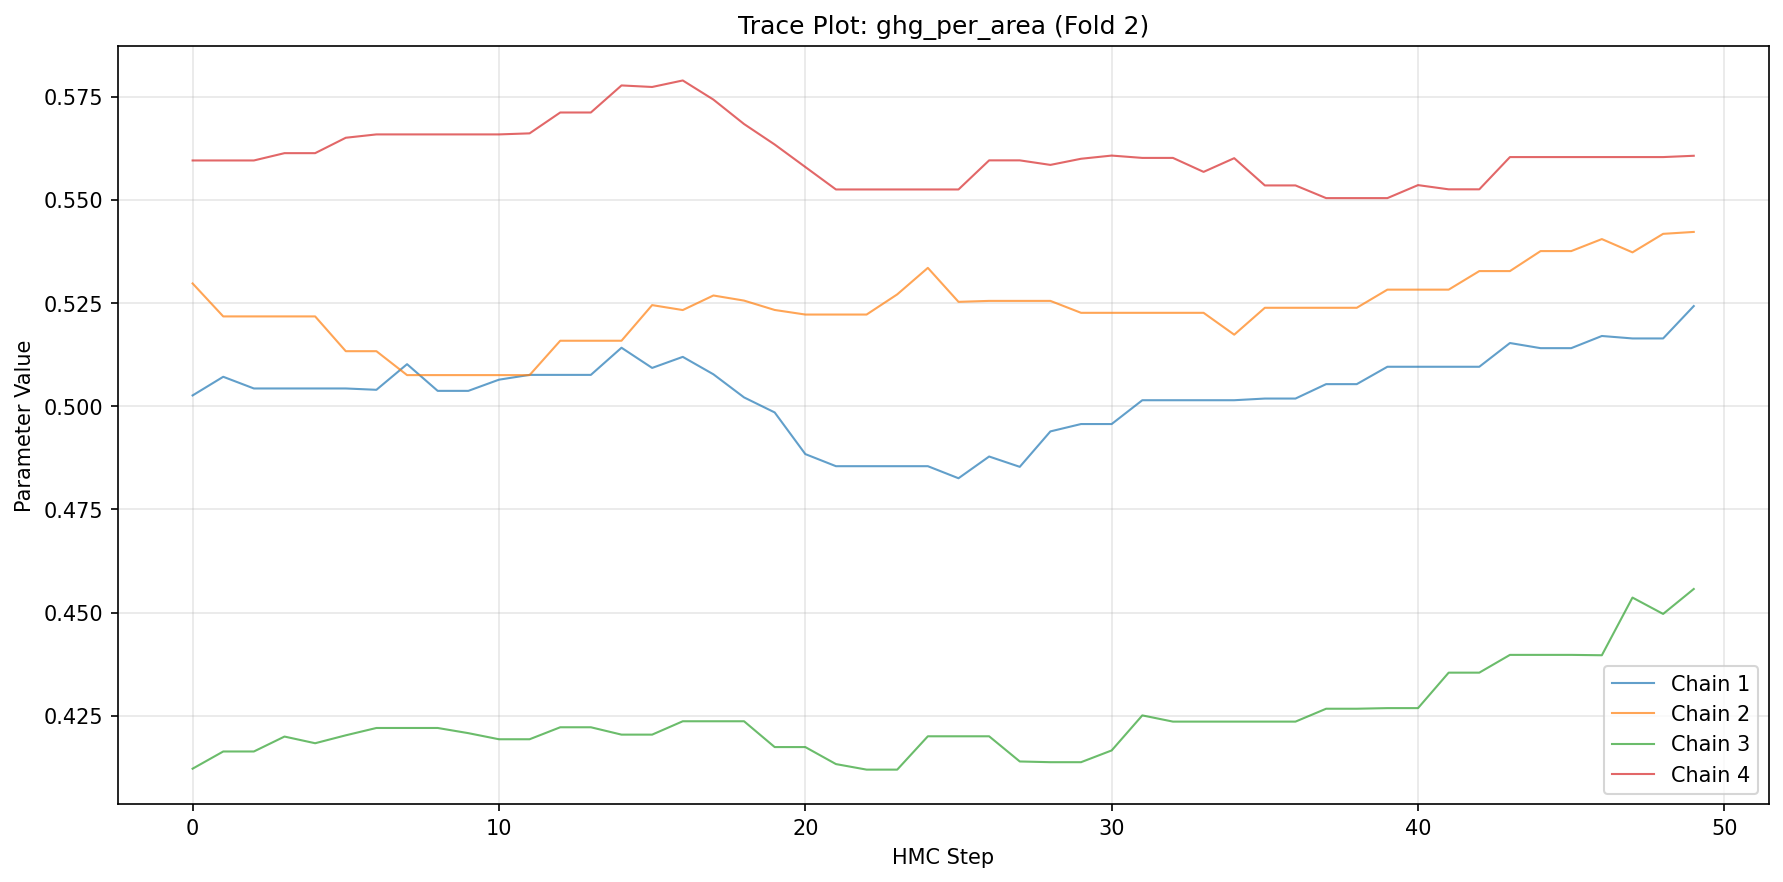 Trace Plot: ghg_per_area (Fold 2)
Parameter Value
0.575
0.550
0.525
0.500
0.475
0.450
0.425
Chain 1
Chain 2
Chain 3
Chain 4
0 10 20 30 40 50
HMC Step